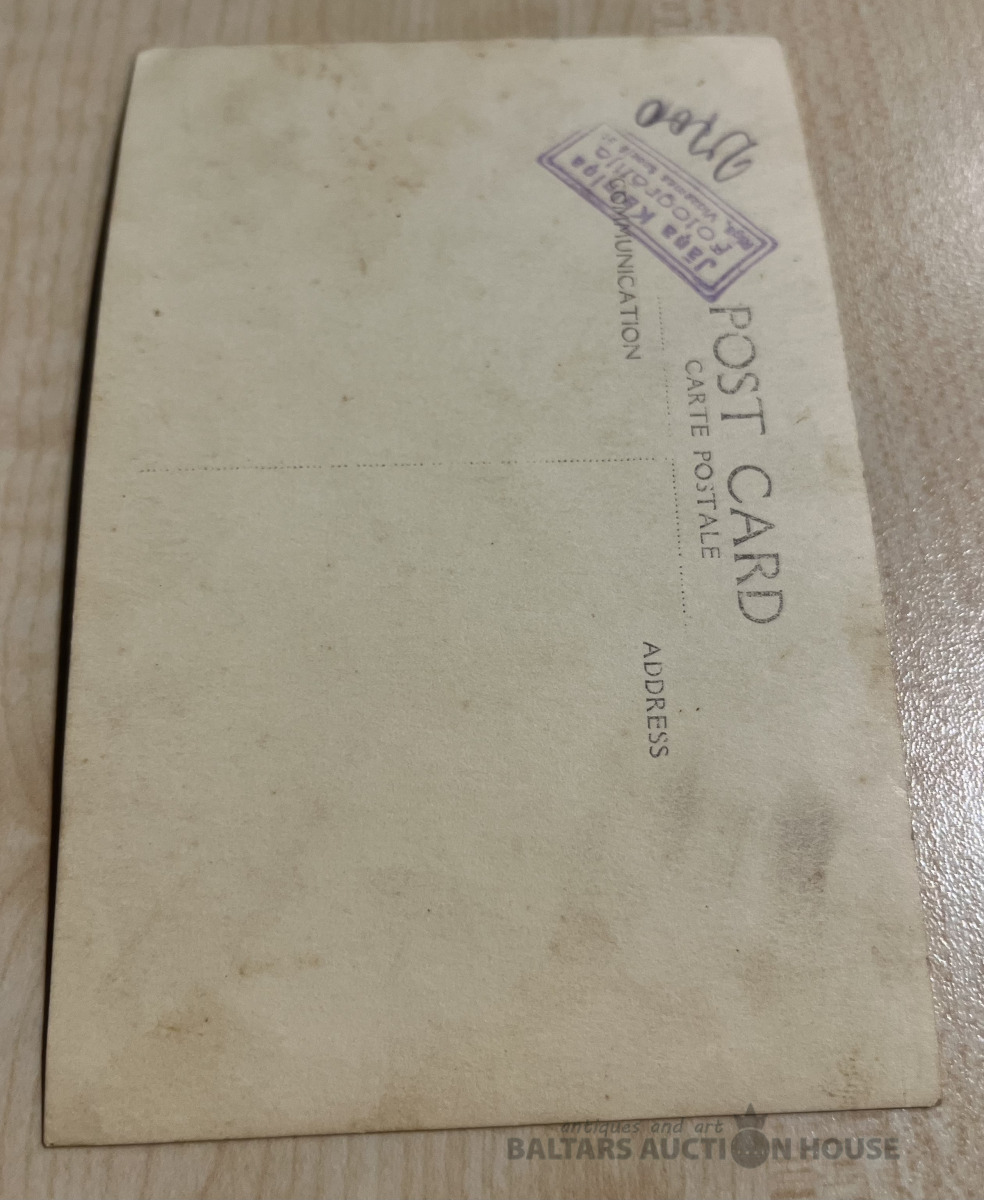 POST CARD
CARTE POSTALE
COMMUNICATION
ADDRESS
Jāņa
Fotogrāfija
antiques and art
BALTARS AUCTION HOUSE